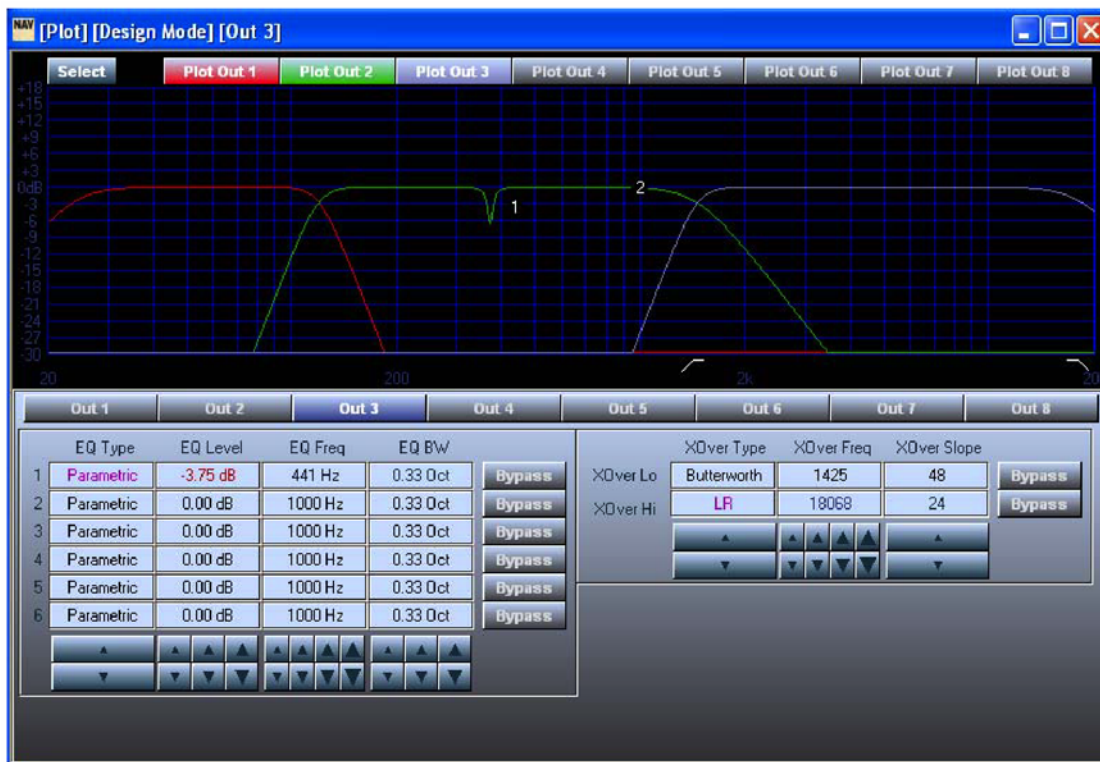 NAV [Plot] [Design Mode] [Out 3]
Select Plot Out 1 Plot Out 2 Plot Out 3 Plot Out 4 Plot Out 5 Plot Out 6 Plot Out 7 Plot Out 8
+18
+15
+12
+9
+6
+3
0dB
-3
-6
-9
-12
-15
-18
-21
-24
-27
-30
1
2
20 200 2k 20
Out 1 Out 2 Out 3 Out 4 Out 5 Out 6 Out 7 Out 8
EQ Type EQ Level EQ Freq EQ BW
1 Parametric -3.75 dB 441 Hz 0.33 Oct Bypass
2 Parametric 0.00 dB 1000 Hz 0.33 Oct Bypass
3 Parametric 0.00 dB 1000 Hz 0.33 Oct Bypass
4 Parametric 0.00 dB 1000 Hz 0.33 Oct Bypass
5 Parametric 0.00 dB 1000 Hz 0.33 Oct Bypass
6 Parametric 0.00 dB 1000 Hz 0.33 Oct Bypass
XOver Type XOver Freq XOver Slope
XOver Lo Butterworth 1425 48 Bypass
XOver Hi LR 18068 24 Bypass